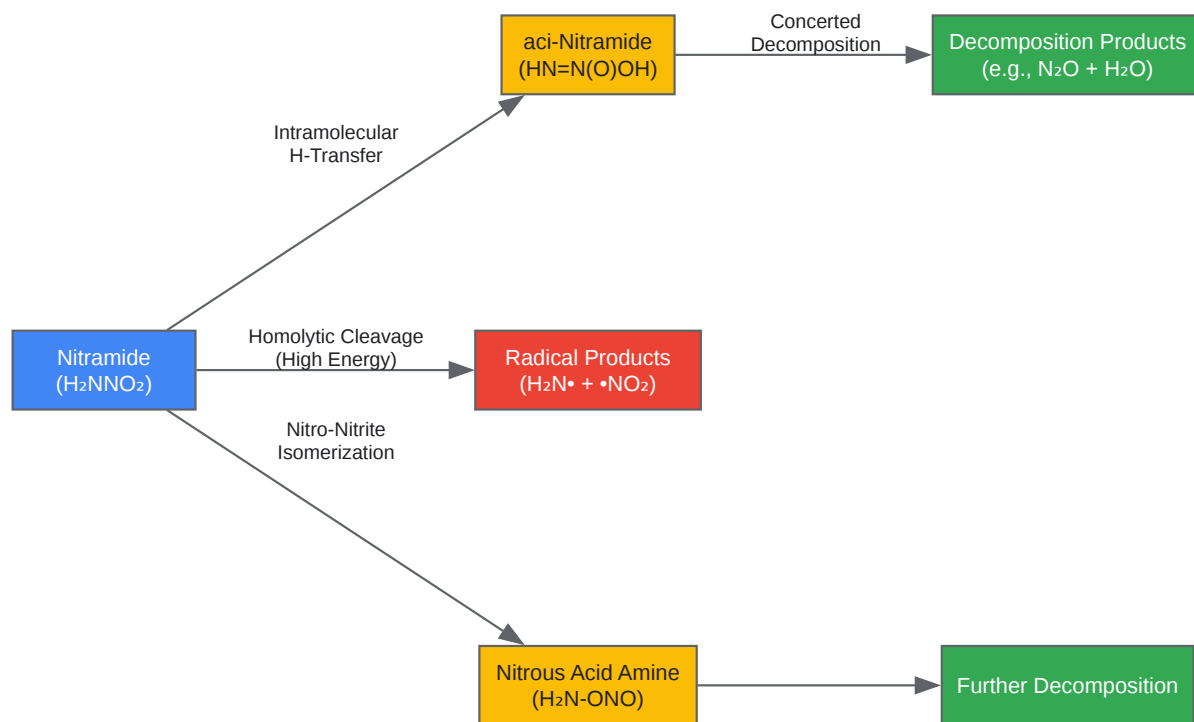 aci-Nitramide
(HN=N(O)OH)
Concerted
Decomposition
Decomposition Products
(e.g., N₂O + H₂O)
Intramolecular
H-Transfer
Nitramide
(H₂NNO₂)
Homolytic Cleavage
(High Energy)
Radical Products
(H₂N• + •NO₂)
Nitro-Nitrite
Isomerization
Nitrous Acid Amine
(H₂N-ONO)
Further Decomposition